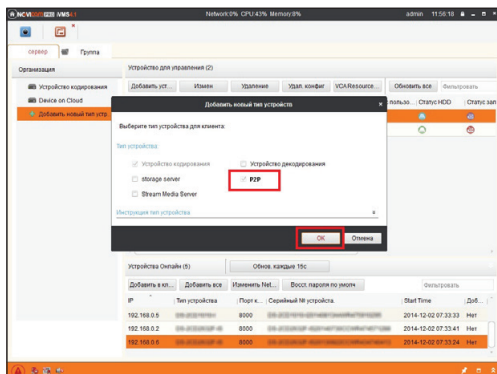 Network:0% CPU:43% Memory:8% admin 11:58:18
сервер Группа
Организация
Устройство для управления (2)
Устройство кодирования
Device on Cloud
Добавить новый тип устр...
Добавить уст... Измен Удаление Удал. конфиг VCA Resource... Обновить все Фильтровать
Статус HDD Статус зап
Добавить новый тип устройств
Выберите тип устройства для клиента:
Тип устройства:
Устройство кодирования Устройство декодирования
storage server P2P
Stream Media Server
Инструкция тип устройства
OK Отмена
Устройства Онлайн (5) Обнов. каждые 15с
Добавить в кл... Добавить все Изменить Net... Восст. пароля по умолч Фильтровать
IP Тип устройства Порт к... Серийный № устройств. Start Time Доб...
192.168.0.5 8000 2014-12-02 07:33:33 Нет
192.168.0.2 8000 2014-12-02 07:33:41 Нет
192.168.0.6 8000 2014-12-02 07:33:24 Нет